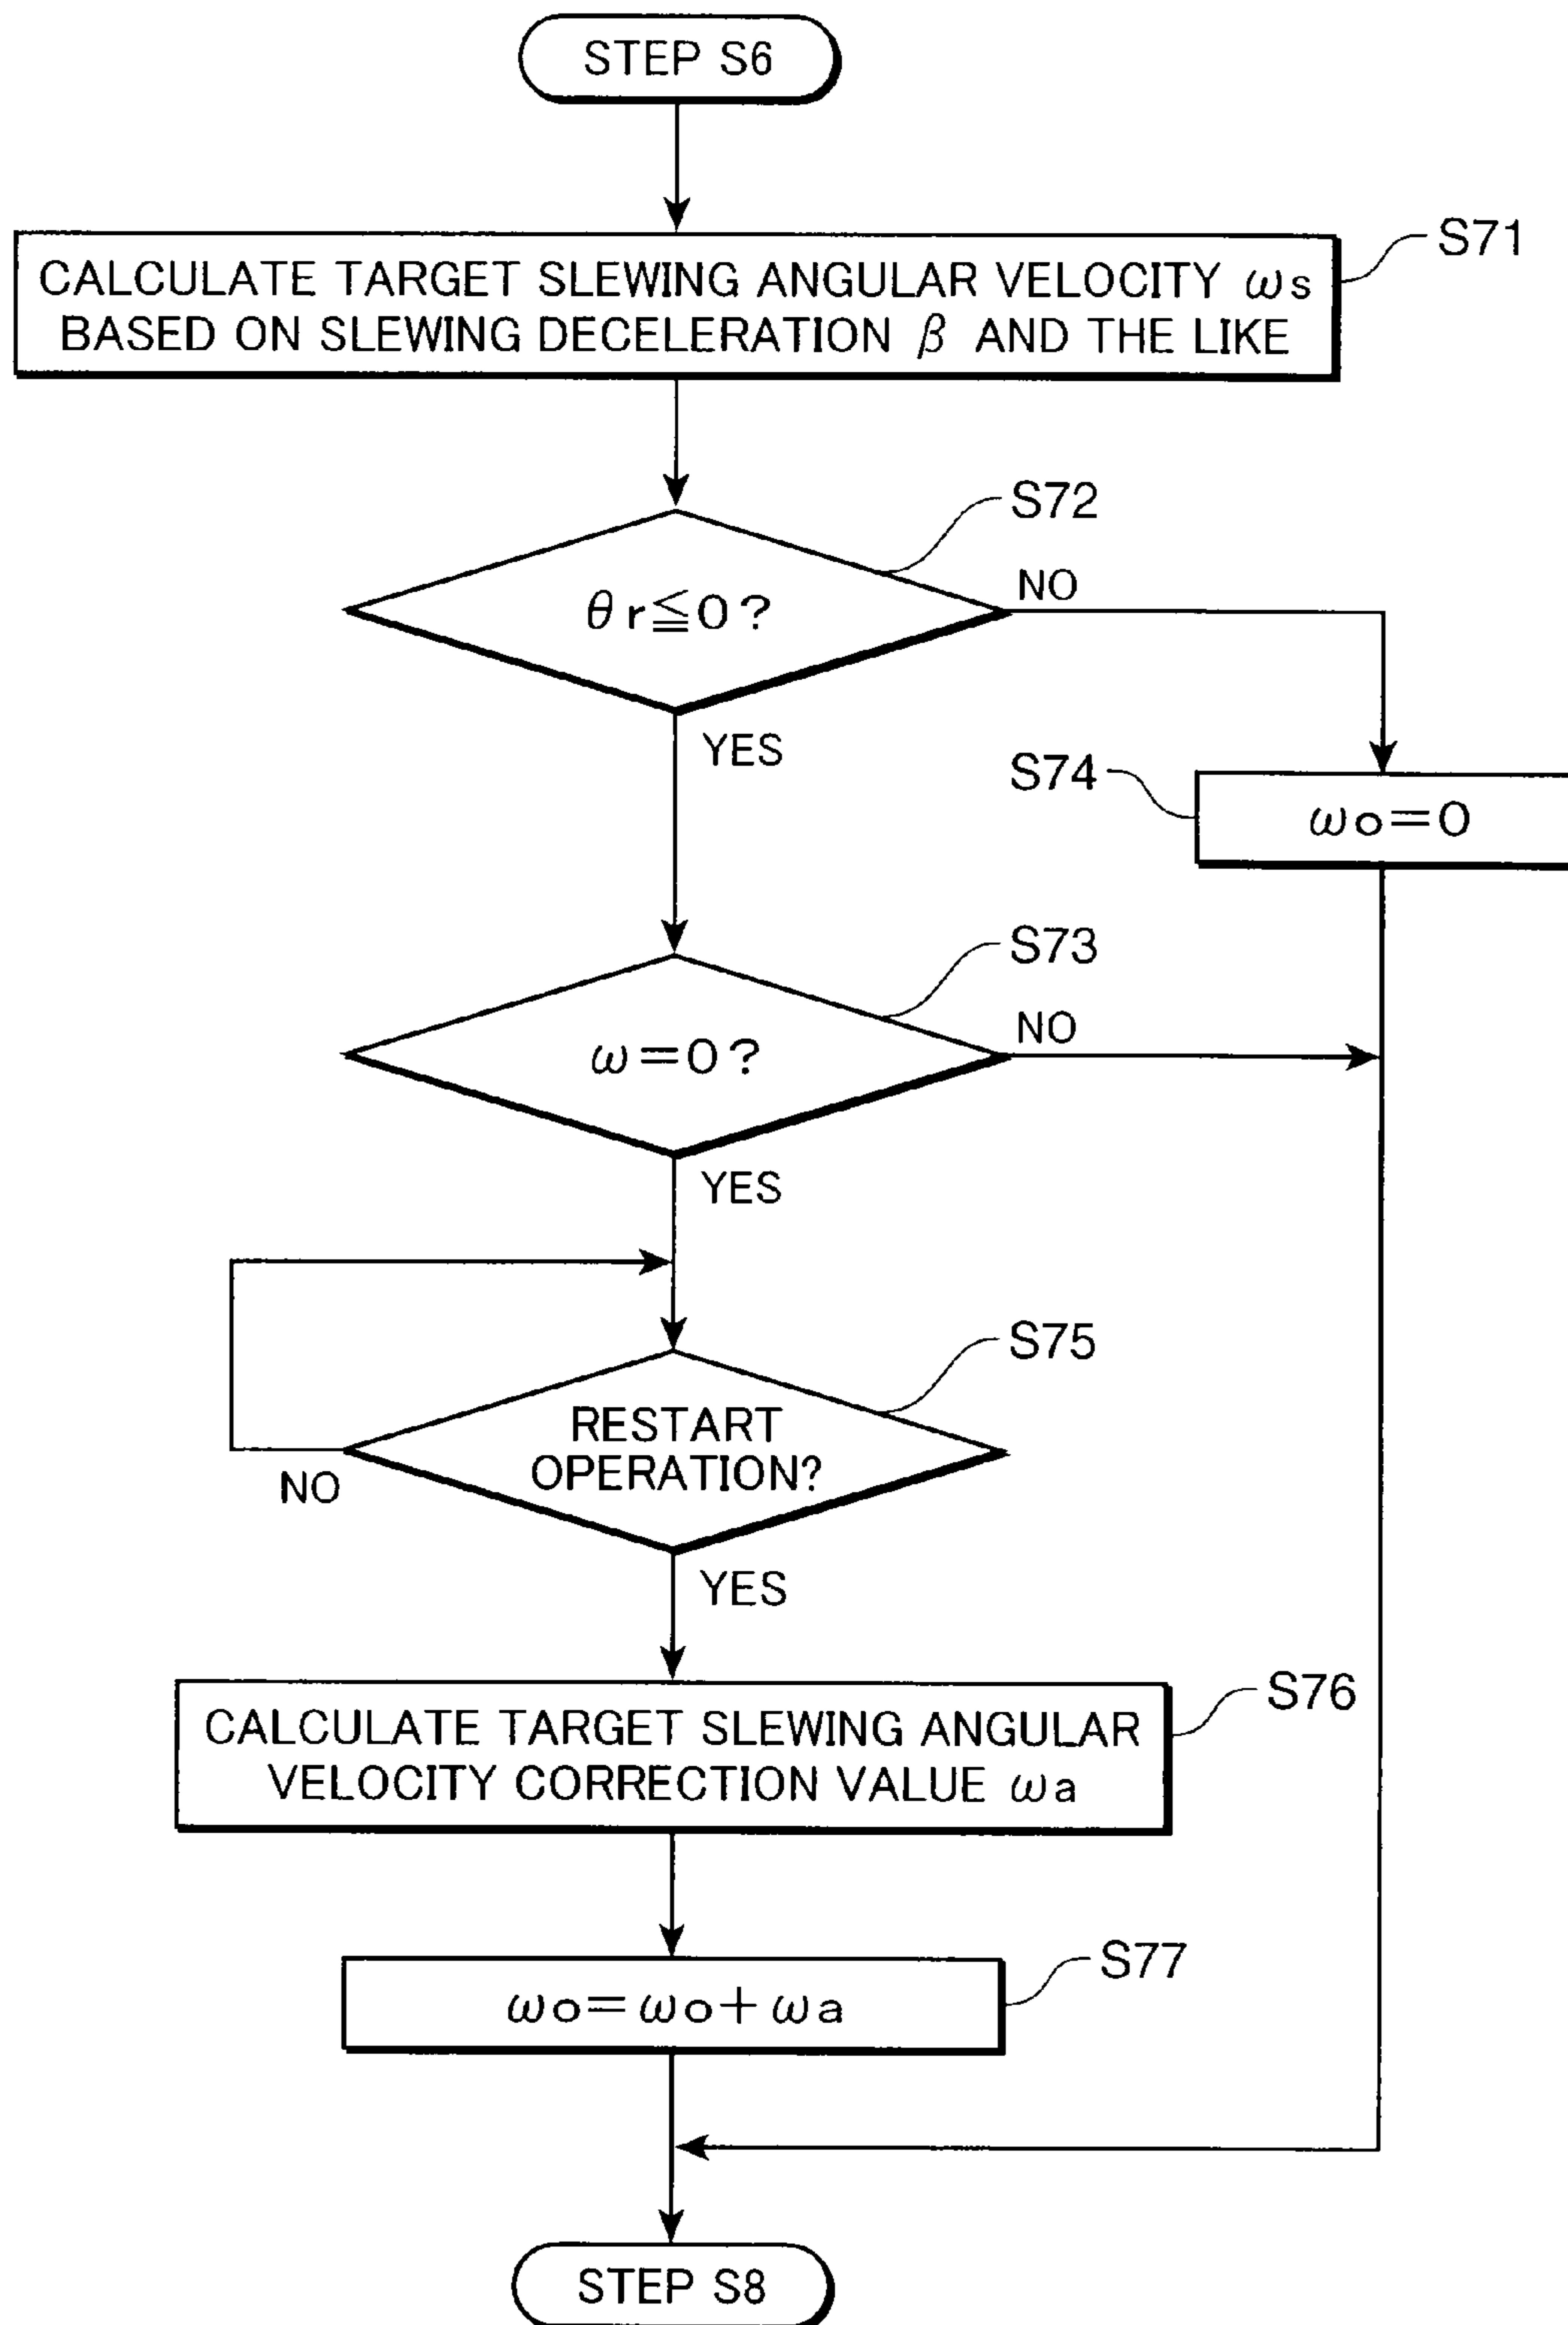 STEP S6
S71
CALCULATE TARGET SLEWING ANGULAR VELOCITY ωs
BASED ON SLEWING DECELERATION β AND THE LIKE
S72
θr≦0?
NO
YES
S74
ωo=0
S73
ω=0?
NO
YES
S75
RESTART
OPERATION?
NO
YES
S76
CALCULATE TARGET SLEWING ANGULAR
VELOCITY CORRECTION VALUE ωa
S77
ωo=ωo+ωa
STEP S8